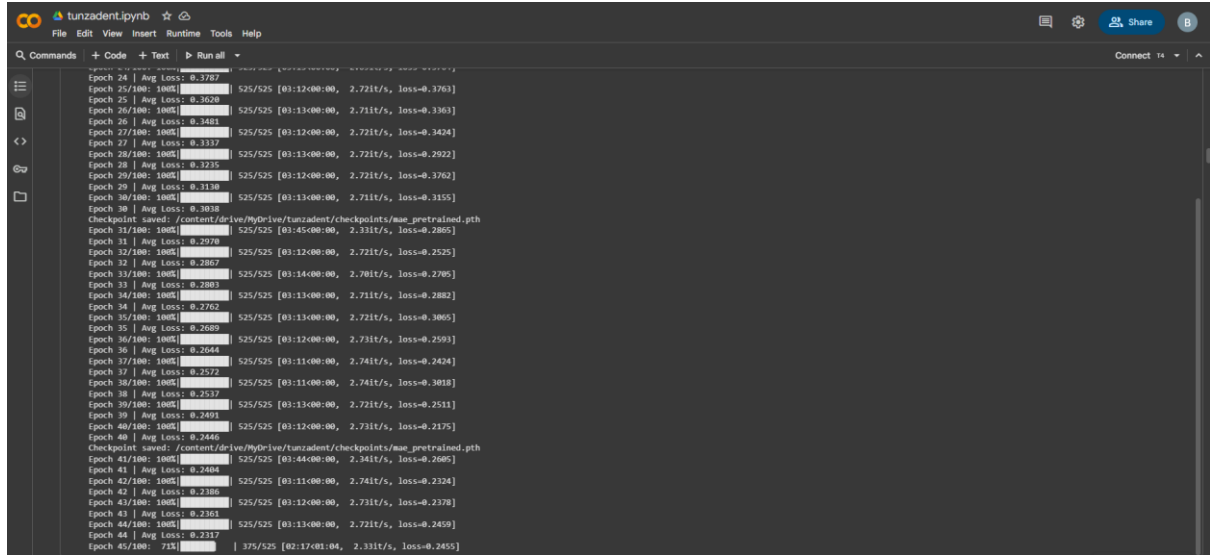 tunzadent.ipynb
File Edit View Insert Runtime Tools Help
Share
B
Commands + Code + Text Run all
Connect T4
Epoch 24 | Avg Loss: 0.3787
Epoch 25/100: 100%| | 525/525 [03:12<00:00, 2.72it/s, loss=0.3763]
Epoch 25 | Avg Loss: 0.3620
Epoch 26/100: 100%| | 525/525 [03:13<00:00, 2.71it/s, loss=0.3363]
Epoch 26 | Avg Loss: 0.3481
Epoch 27/100: 100%| | 525/525 [03:12<00:00, 2.72it/s, loss=0.3424]
Epoch 27 | Avg Loss: 0.3337
Epoch 28/100: 100%| | 525/525 [03:13<00:00, 2.72it/s, loss=0.2922]
Epoch 28 | Avg Loss: 0.3235
Epoch 29/100: 100%| | 525/525 [03:12<00:00, 2.72it/s, loss=0.3762]
Epoch 29 | Avg Loss: 0.3130
Epoch 30/100: 100%| | 525/525 [03:13<00:00, 2.71it/s, loss=0.3155]
Epoch 30 | Avg Loss: 0.3038
Checkpoint saved: /content/drive/MyDrive/tunzadent/checkpoints/mae_pretrained.pth
Epoch 31/100: 100%| | 525/525 [03:45<00:00, 2.33it/s, loss=0.2865]
Epoch 31 | Avg Loss: 0.2970
Epoch 32/100: 100%| | 525/525 [03:12<00:00, 2.72it/s, loss=0.2525]
Epoch 32 | Avg Loss: 0.2867
Epoch 33/100: 100%| | 525/525 [03:14<00:00, 2.70it/s, loss=0.2705]
Epoch 33 | Avg Loss: 0.2803
Epoch 34/100: 100%| | 525/525 [03:13<00:00, 2.71it/s, loss=0.2882]
Epoch 34 | Avg Loss: 0.2762
Epoch 35/100: 100%| | 525/525 [03:13<00:00, 2.72it/s, loss=0.3065]
Epoch 35 | Avg Loss: 0.2689
Epoch 36/100: 100%| | 525/525 [03:12<00:00, 2.73it/s, loss=0.2593]
Epoch 36 | Avg Loss: 0.2644
Epoch 37/100: 100%| | 525/525 [03:11<00:00, 2.74it/s, loss=0.2424]
Epoch 37 | Avg Loss: 0.2572
Epoch 38/100: 100%| | 525/525 [03:11<00:00, 2.74it/s, loss=0.3018]
Epoch 38 | Avg Loss: 0.2537
Epoch 39/100: 100%| | 525/525 [03:13<00:00, 2.72it/s, loss=0.2511]
Epoch 39 | Avg Loss: 0.2491
Epoch 40/100: 100%| | 525/525 [03:12<00:00, 2.73it/s, loss=0.2175]
Epoch 40 | Avg Loss: 0.2446
Checkpoint saved: /content/drive/MyDrive/tunzadent/checkpoints/mae_pretrained.pth
Epoch 41/100: 100%| | 525/525 [03:44<00:00, 2.34it/s, loss=0.2605]
Epoch 41 | Avg Loss: 0.2404
Epoch 42/100: 100%| | 525/525 [03:11<00:00, 2.74it/s, loss=0.2324]
Epoch 42 | Avg Loss: 0.2386
Epoch 43/100: 100%| | 525/525 [03:12<00:00, 2.73it/s, loss=0.2378]
Epoch 43 | Avg Loss: 0.2361
Epoch 44/100: 100%| | 525/525 [03:13<00:00, 2.72it/s, loss=0.2459]
Epoch 44 | Avg Loss: 0.2317
Epoch 45/100: 71%| | 375/525 [02:17<01:04, 2.33it/s, loss=0.2455]